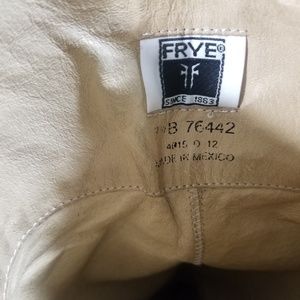 FRYE®
SINCE 1863
B 76442
4015 D 12
MADE IN MEXICO